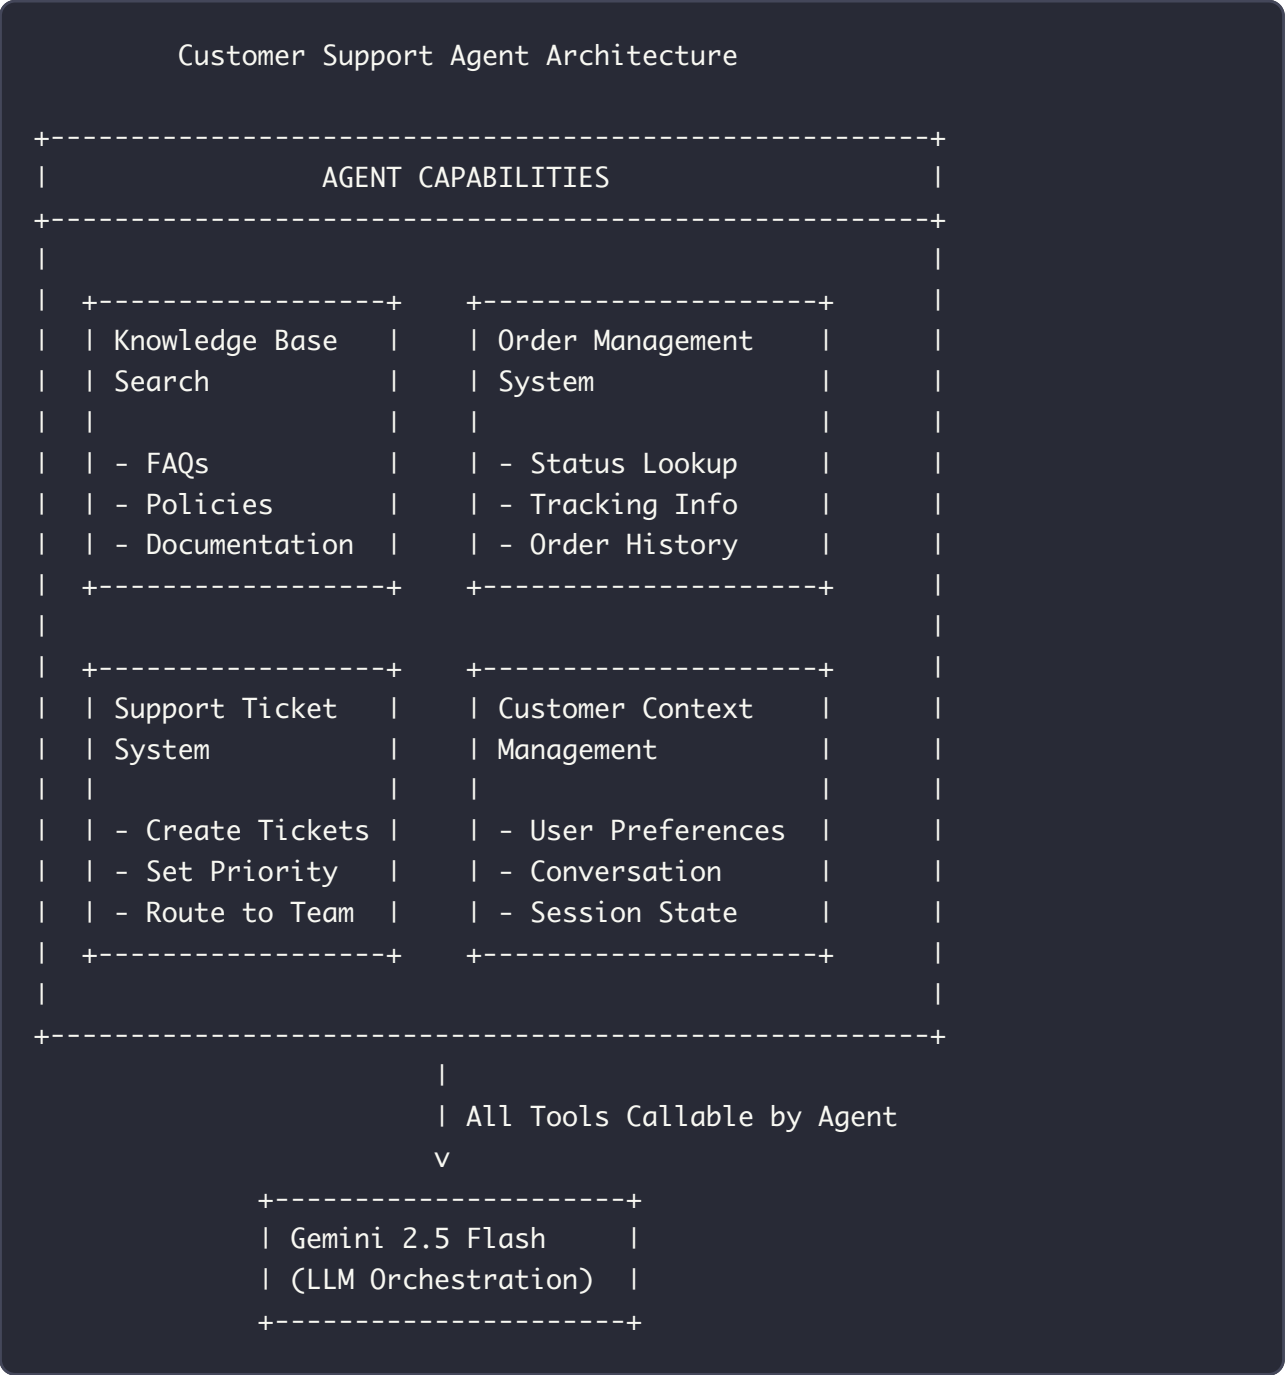 Customer Support Agent Architecture
+-------------------------------------------------------+
|                 AGENT CAPABILITIES                    |
+-------------------------------------------------------+
|                                                       |
|  +------------------+    +---------------------+      |
|  | Knowledge Base   |    | Order Management    |      |
|  | Search           |    | System              |      |
|  |                  |    |                     |      |
|  | - FAQs           |    | - Status Lookup     |      |
|  | - Policies       |    | - Tracking Info     |      |
|  | - Documentation  |    | - Order History     |      |
|  +------------------+    +---------------------+      |
|                                                       |
|  +------------------+    +---------------------+      |
|  | Support Ticket   |    | Customer Context    |      |
|  | System           |    | Management          |      |
|  |                  |    |                     |      |
|  | - Create Tickets |    | - User Preferences  |      |
|  | - Set Priority   |    | - Conversation      |      |
|  | - Route to Team  |    | - Session State     |      |
|  +------------------+    +---------------------+      |
|                                                       |
+-------------------------------------------------------+
                         |
                         | All Tools Callable by Agent
                         v
              +----------------------+
              | Gemini 2.5 Flash     |
              | (LLM Orchestration)  |
              +----------------------+